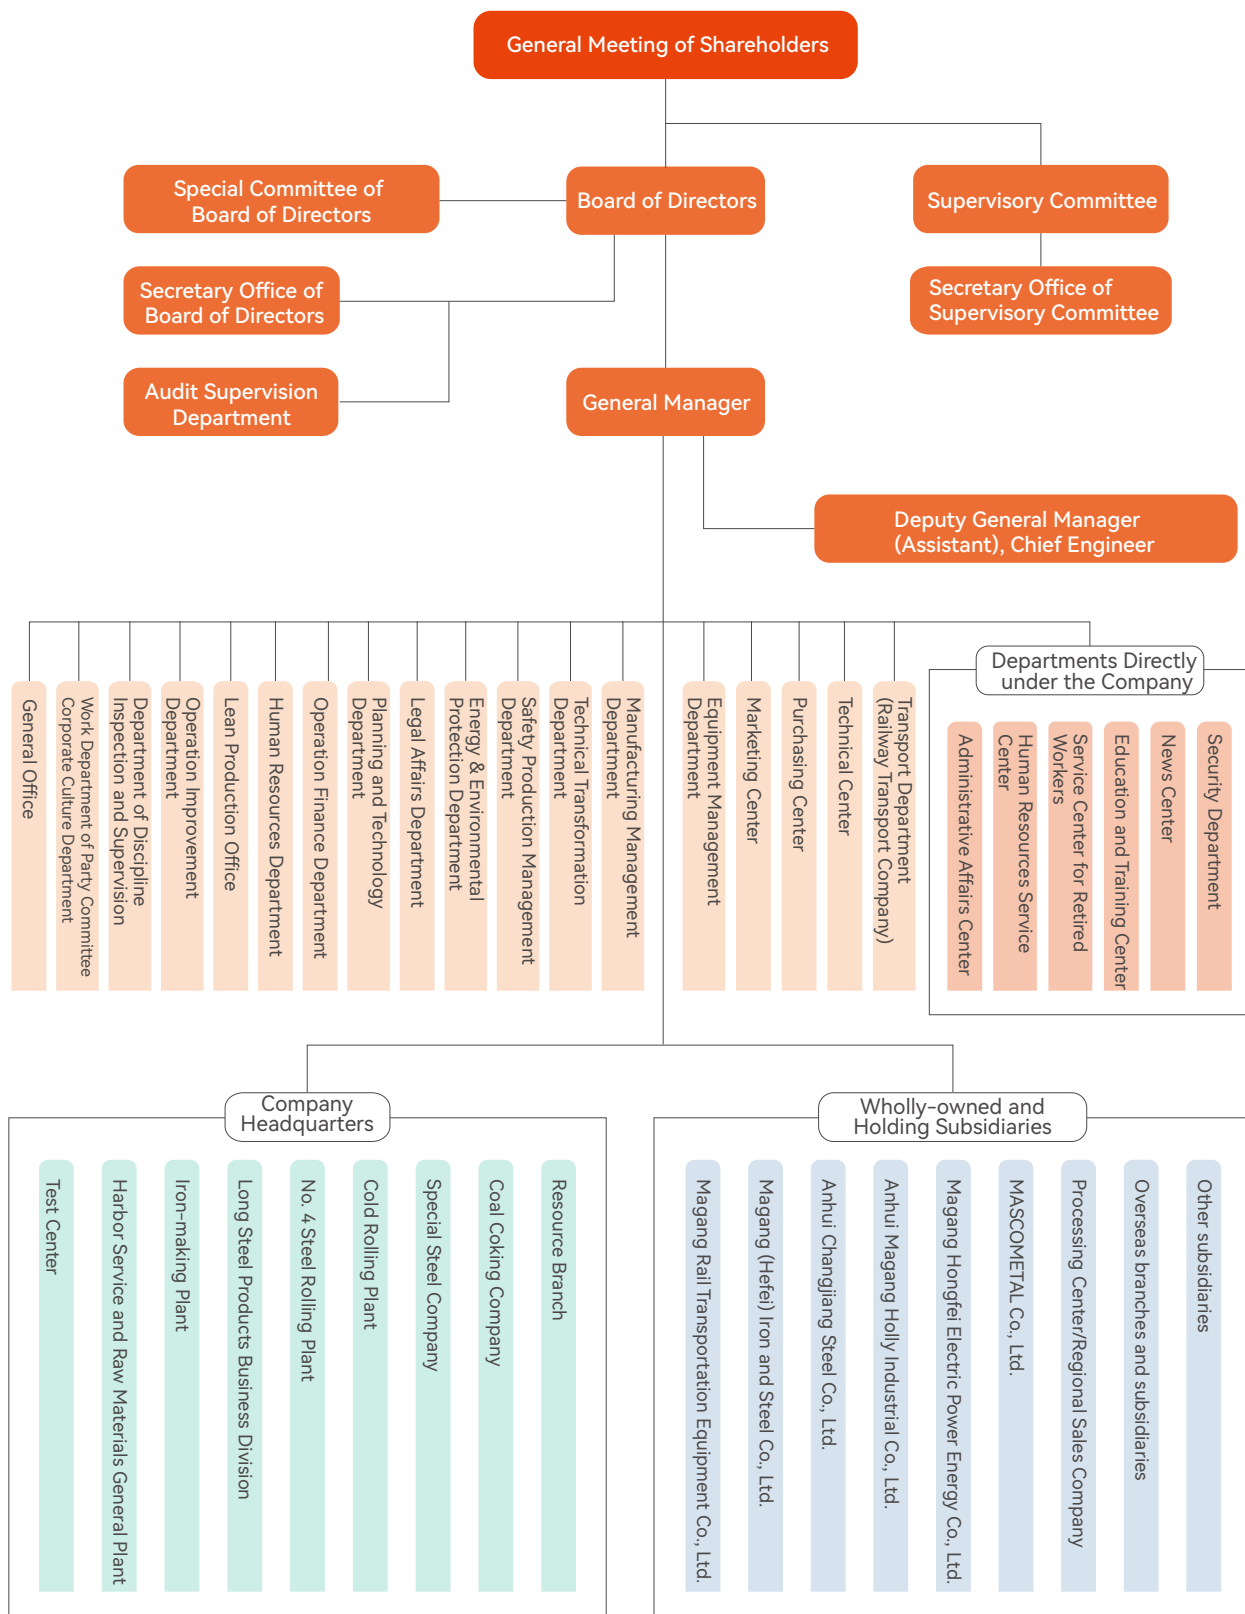 General Meeting of Shareholders
Special Committee of
Board of Directors
Board of Directors
Supervisory Committee
Secretary Office of
Board of Directors
Secretary Office of
Supervisory Committee
Audit Supervision
Department
General Manager
Deputy General Manager
(Assistant), Chief Engineer
General Office
Work Department of Party Committee
Corporate Culture Department
Department of Discipline
Inspection and Supervision
Operation Improvement
Department
Lean Production Office
Human Resources Department
Operation Finance Department
Planning and Technology
Department
Legal Affairs Department
Energy & Environmental
Protection Department
Safety Production Management
Department
Technical Transformation
Department
Manufacturing Management
Department
Equipment Management
Department
Marketing Center
Purchasing Center
Technical Center
Transport Department
(Railway Transport Company)
Departments Directly
under the Company
Administrative Affairs Center
Human Resources Service
Center
Service Center for Retired
Workers
Education and Training Center
News Center
Security Department
Company
Headquarters
Test Center
Harbor Service and Raw Materials General Plant
Iron-making Plant
Long Steel Products Business Division
No. 4 Steel Rolling Plant
Cold Rolling Plant
Special Steel Company
Coal Coking Company
Resource Branch
Wholly-owned and
Holding Subsidiaries
Magang Rail Transportation Equipment Co., Ltd.
Magang (Hefei) Iron and Steel Co., Ltd.
Anhui Changjiang Steel Co., Ltd.
Anhui Magang Holly Industrial Co., Ltd.
Magang Hongfei Electric Power Energy Co., Ltd.
MASCOMETAL Co., Ltd.
Processing Center/Regional Sales Company
Overseas branches and subsidiaries
Other subsidiaries